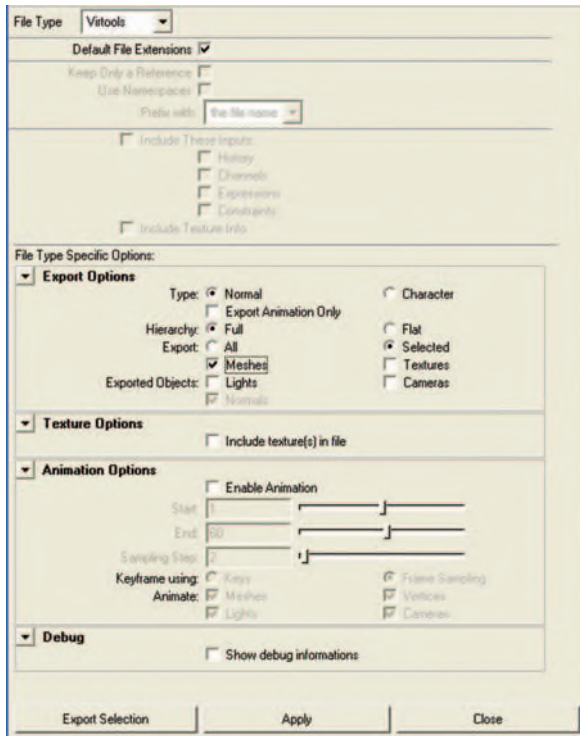 File Type Virtools
Default File Extensions
Keep Only a Reference
Use Namespaces
Prefix with: the file name
Include These Inputs:
History
Channels
Expressions
Constraints
Include Texture Info
File Type Specific Options:
Export Options
Type: Normal Character
Export Animation Only
Hierarchy: Full Flat
Export: All Selected
Meshes Textures
Exported Objects: Lights Cameras
Normals
Texture Options
Include texture(s) in file
Animation Options
Enable Animation
Start: 1
End: 60
Sampling Step: 2
Keyframe using: Keys Frame Sampling
Animate: Meshes Vertices
Lights Cameras
Debug
Show debug informations
Export Selection Apply Close